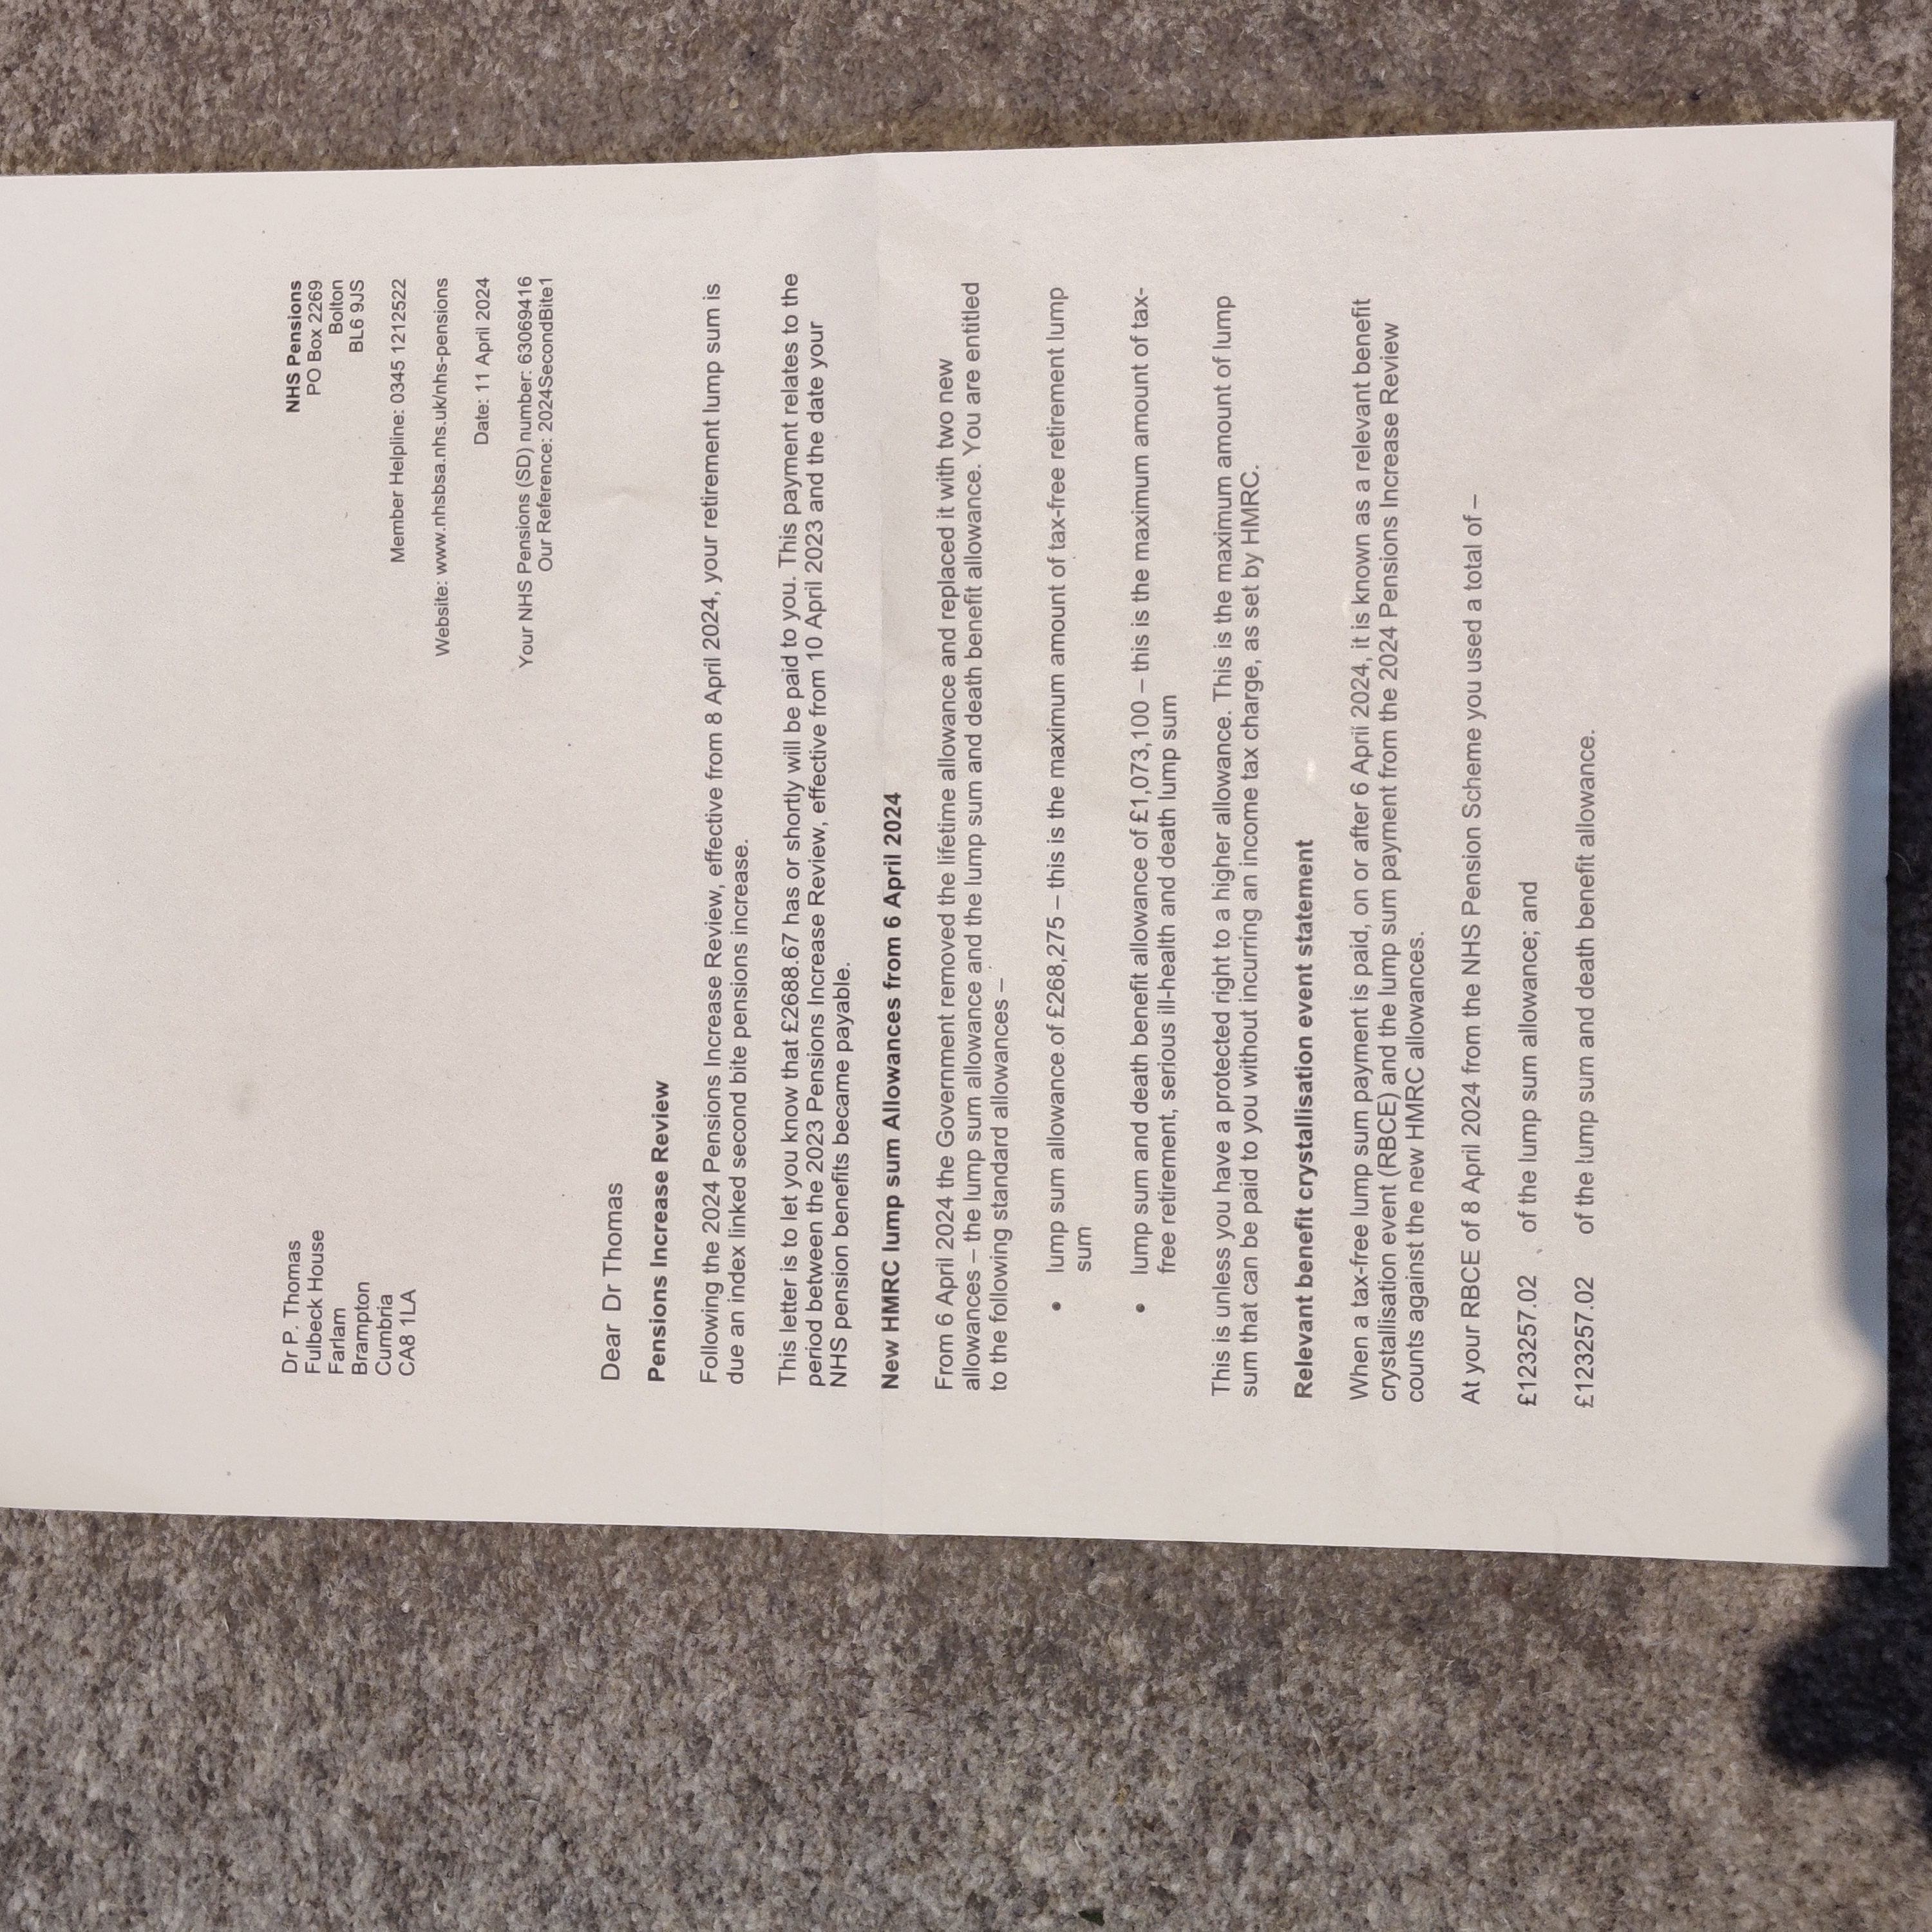 Dr P. Thomas
Fulbeck House
Farlam
Brampton
Cumbria
CA8 1LA
NHS Pensions
PO Box 2269
Bolton
BL6 9JS
Member Helpline: 0345 1212522
Website: www.nhsbsa.nhs.uk/nhs-pensions
Date: 11 April 2024
Your NHS Pensions (SD) number: 63069416
Our Reference: 2024SecondBite1
Dear Dr Thomas
Pensions Increase Review
Following the 2024 Pensions Increase Review, effective from 8 April 2024, your retirement lump sum is
due an index linked second bite pensions increase.
This letter is to let you know that £2688.67 has or shortly will be paid to you. This payment relates to the
period between the 2023 Pensions Increase Review, effective from 10 April 2023 and the date your
NHS pension benefits became payable.
New HMRC lump sum Allowances from 6 April 2024
From 6 April 2024 the Government removed the lifetime allowance and replaced it with two new
allowances – the lump sum allowance and the lump sum and death benefit allowance. You are entitled
to the following standard allowances –
• lump sum allowance of £268,275 – this is the maximum amount of tax-free retirement lump
sum
• lump sum and death benefit allowance of £1,073,100 – this is the maximum amount of tax-
free retirement, serious ill-health and death lump sum
This is unless you have a protected right to a higher allowance. This is the maximum amount of lump
sum that can be paid to you without incurring an income tax charge, as set by HMRC.
Relevant benefit crystallisation event statement
When a tax-free lump sum payment is paid, on or after 6 April 2024, it is known as a relevant benefit
crystallisation event (RBCE) and the lump sum payment from the 2024 Pensions Increase Review
counts against the new HMRC allowances.
At your RBCE of 8 April 2024 from the NHS Pension Scheme you used a total of –
£123257.02 of the lump sum allowance; and
£123257.02 of the lump sum and death benefit allowance.